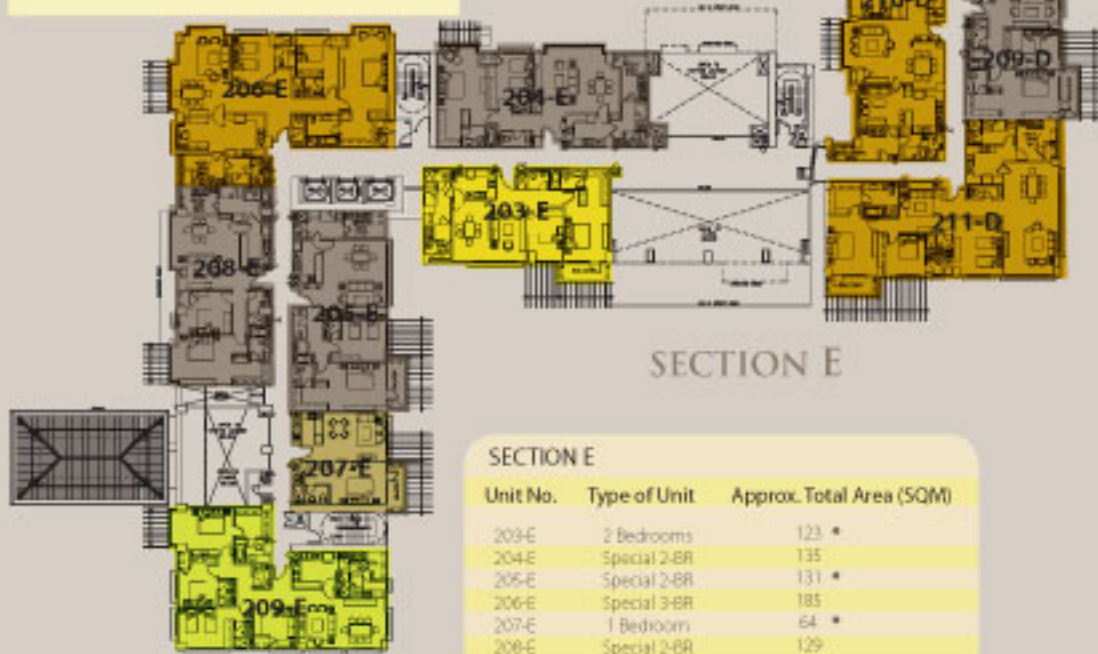 206-E
204-E
209-D
203-E
211-D
208-E
205-E
SECTION E
207-E
209-E
SECTION E
Unit No. Type of Unit Approx. Total Area (SQM)
203-E 2 Bedrooms 123 •
204-E Special 2-BR 135
205-E Special 2-BR 131 •
206-E Special 3-BR 185
207-E 1 Bedroom 64 •
208-E Special 2-BR 129